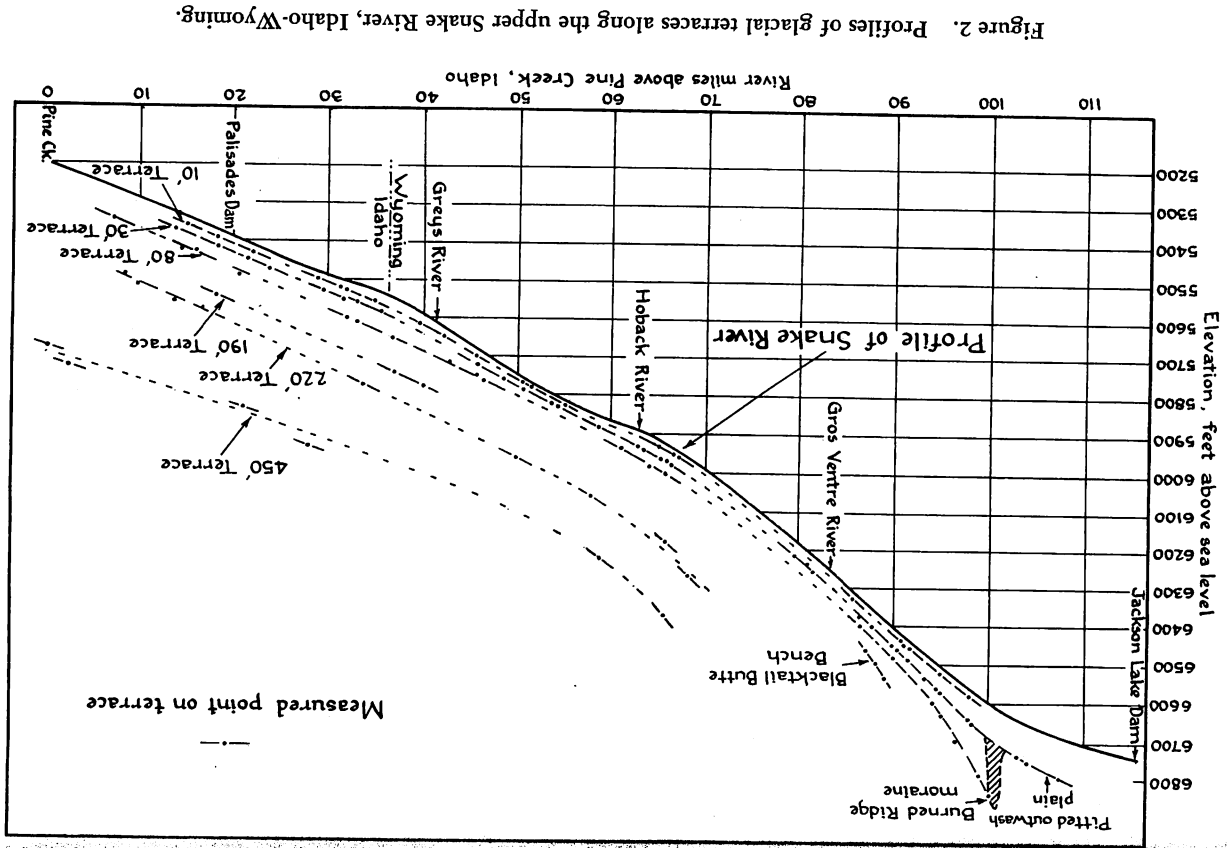 Pitted outwash
plain
Burned Ridge
moraine
Measured point on terrace
Blacktail Butte
Bench
Jackson Lake Dam
Gros Ventre River
Profile of Snake River
Hoback River
Greys River
Wyoming
Idaho
Palisades Dam
Pine Ck.
450' Terrace
220' Terrace
190' Terrace
80' Terrace
30' Terrace
10' Terrace
Elevation, feet above sea level
6800
6700
6600
6500
6400
6300
6200
6100
6000
5900
5800
5700
5600
5500
5400
5300
5200
110 100 90 80 70 60 50 40 30 20 10 0
River miles above Pine Creek, Idaho
Figure 2. Profiles of glacial terraces along the upper Snake River, Idaho-Wyoming.